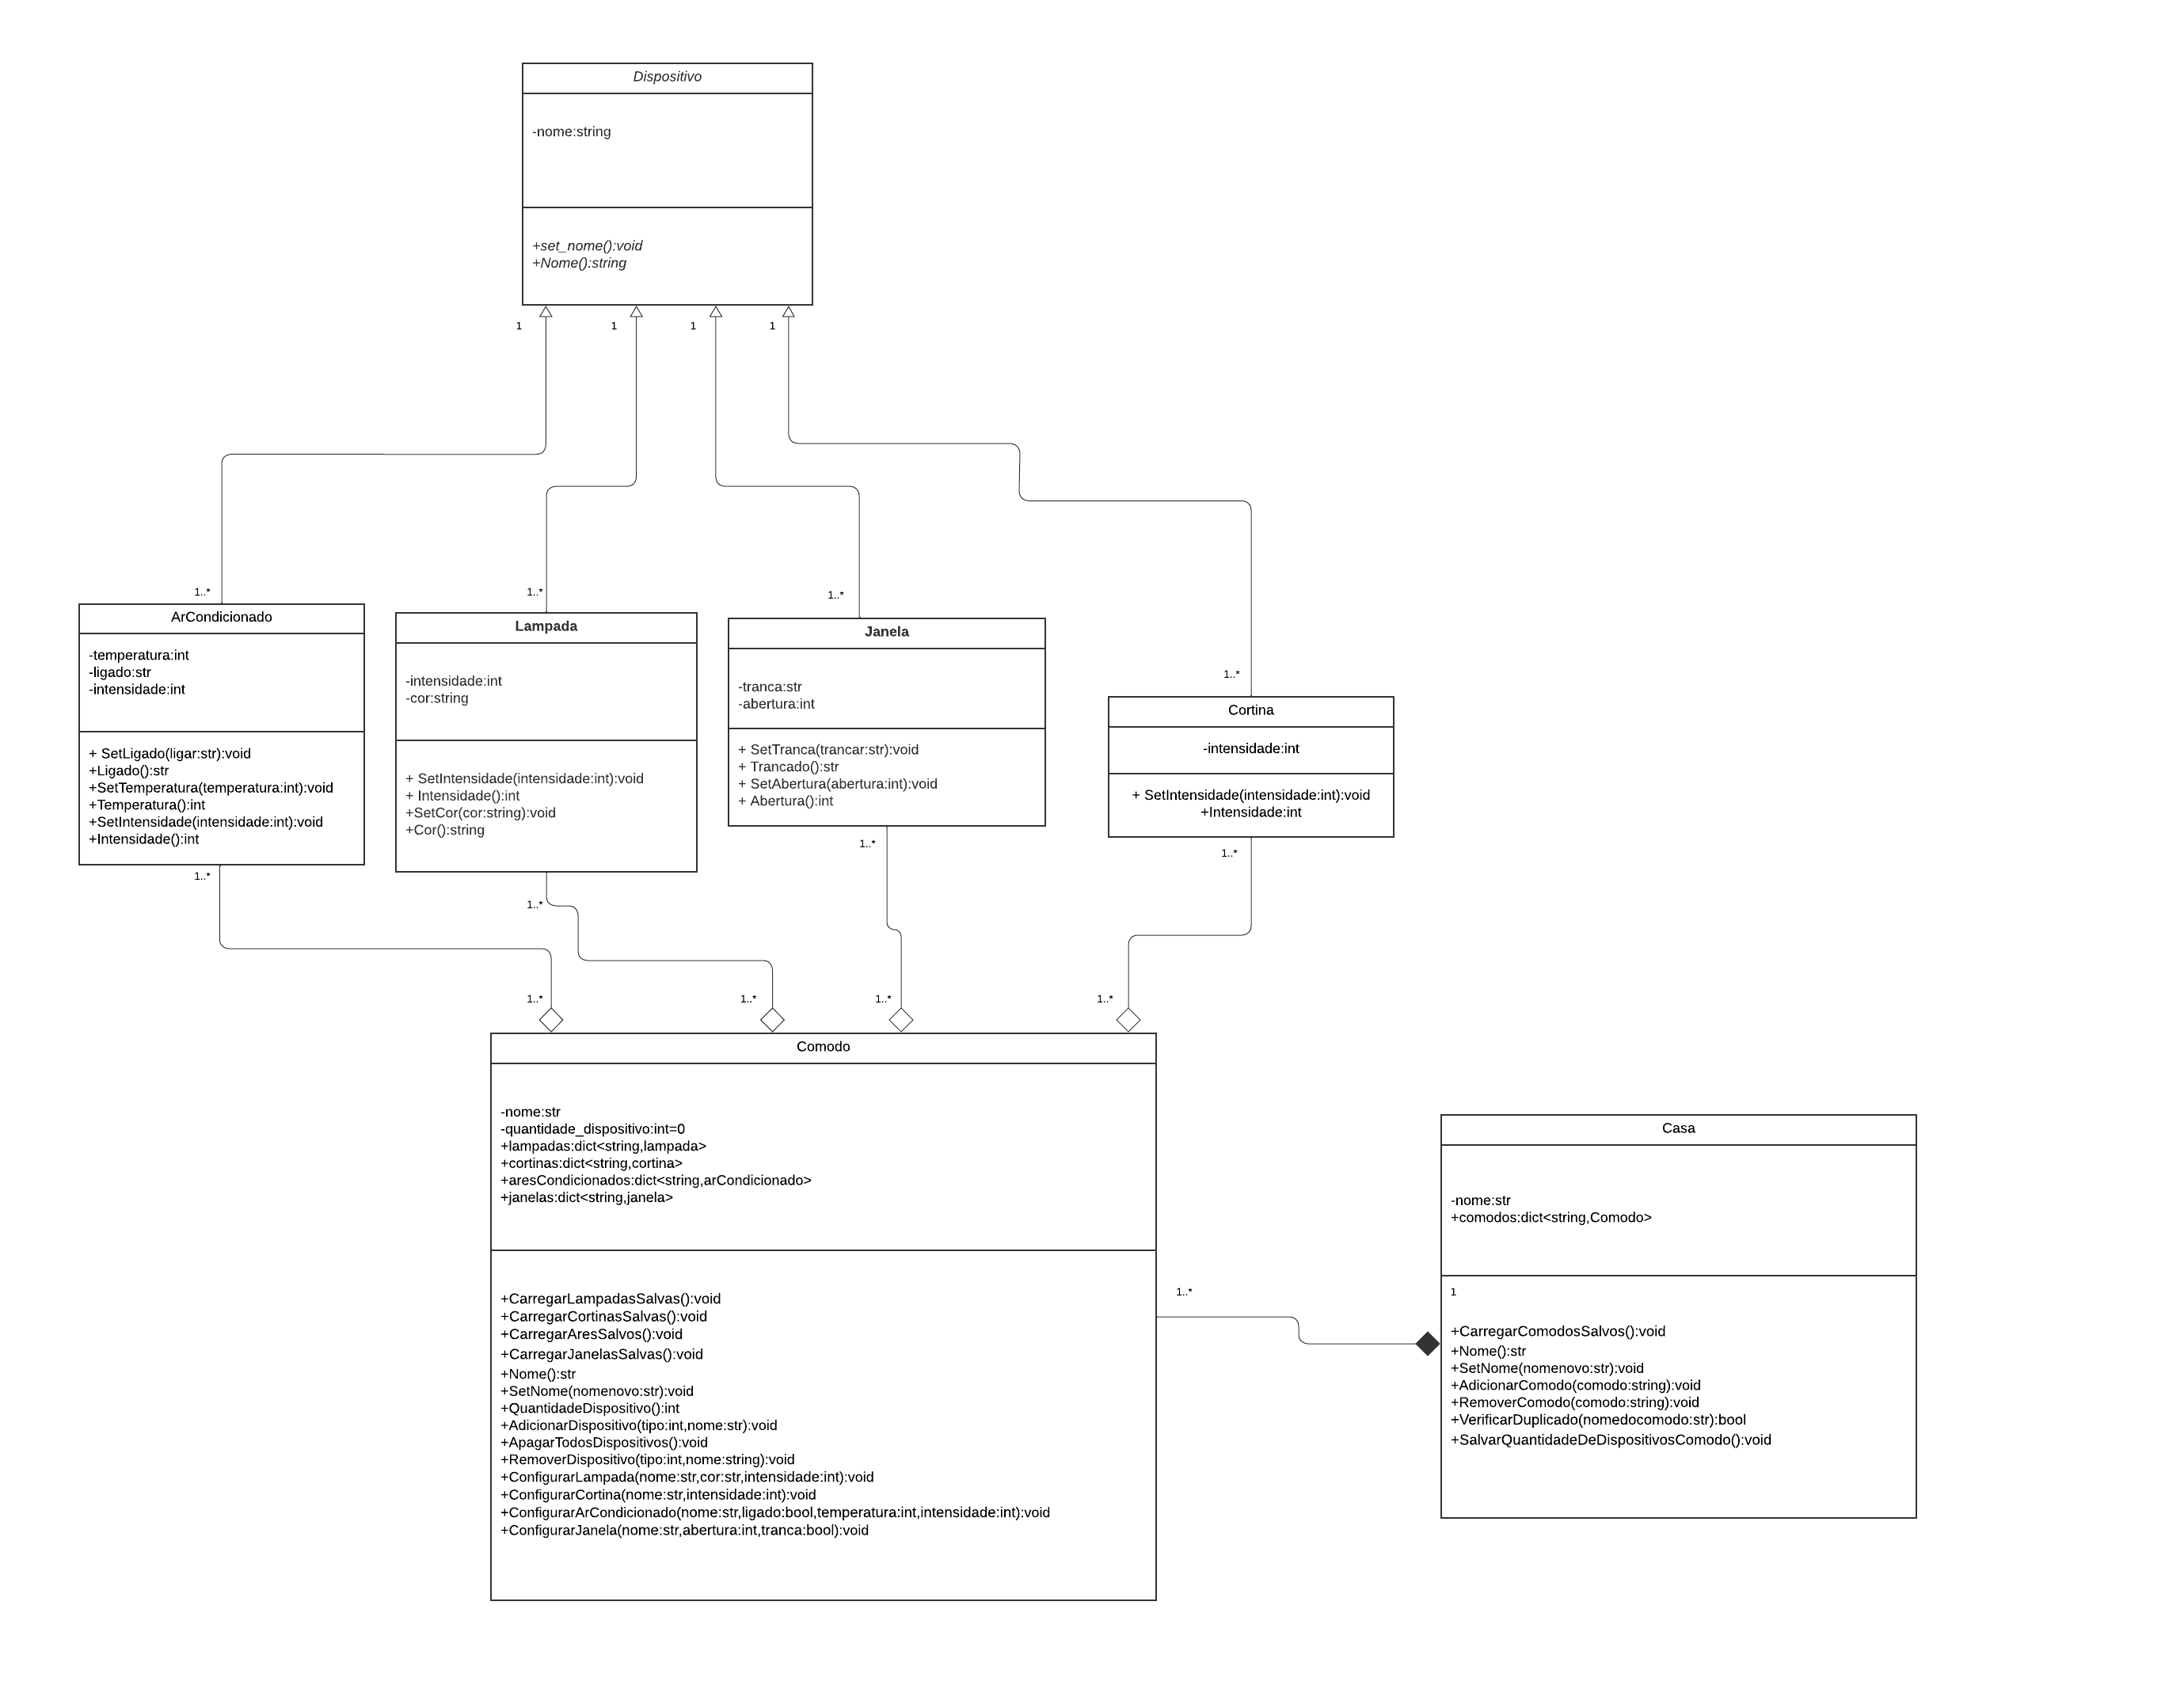 Dispositivo
-nome:string
+set_nome():void
+Nome():string
1
1
1
1
1..*
1..*
1..*
1..*
ArCondicionado
-temperatura:int
-ligado:str
-intensidade:int
+ SetLigado(ligar:str):void
+Ligado():str
+SetTemperatura(temperatura:int):void
+Temperatura():int
+SetIntensidade(intensidade:int):void
+Intensidade():int
Lampada
-intensidade:int
-cor:string
+ SetIntensidade(intensidade:int):void
+ Intensidade():int
+SetCor(cor:string):void
+Cor():string
Janela
-tranca:str
-abertura:int
+ SetTranca(trancar:str):void
+ Trancado():str
+ SetAbertura(abertura:int):void
+ Abertura():int
Cortina
-intensidade:int
+ SetIntensidade(intensidade:int):void
+Intensidade:int
1..*
1..*
1..*
1..*
1..*
1..*
1..*
1..*
Comodo
-nome:str
-quantidade_dispositivo:int=0
+lampadas:dict<string,lampada>
+cortinas:dict<string,cortina>
+aresCondicionados:dict<string,arCondicionado>
+janelas:dict<string,janela>
+CarregarLampadasSalvas():void
+CarregarCortinasSalvas():void
+CarregarAresSalvos():void
+CarregarJanelasSalvas():void
+Nome():str
+SetNome(nomenovo:str):void
+QuantidadeDispositivo():int
+AdicionarDispositivo(tipo:int,nome:str):void
+ApagarTodosDispositivos():void
+RemoverDispositivo(tipo:int,nome:string):void
+ConfigurarLampada(nome:str,cor:str,intensidade:int):void
+ConfigurarCortina(nome:str,intensidade:int):void
+ConfigurarArCondicionado(nome:str,ligado:bool,temperatura:int,intensidade:int):void
+ConfigurarJanela(nome:str,abertura:int,tranca:bool):void
1..*
Casa
-nome:str
+comodos:dict<string,Comodo>
1
+CarregarComodosSalvos():void
+Nome():str
+SetNome(nomenovo:str):void
+AdicionarComodo(comodo:string):void
+RemoverComodo(comodo:string):void
+VerificarDuplicado(nomedocomodo:str):bool
+SalvarQuantidadeDeDispositivosComodo():void